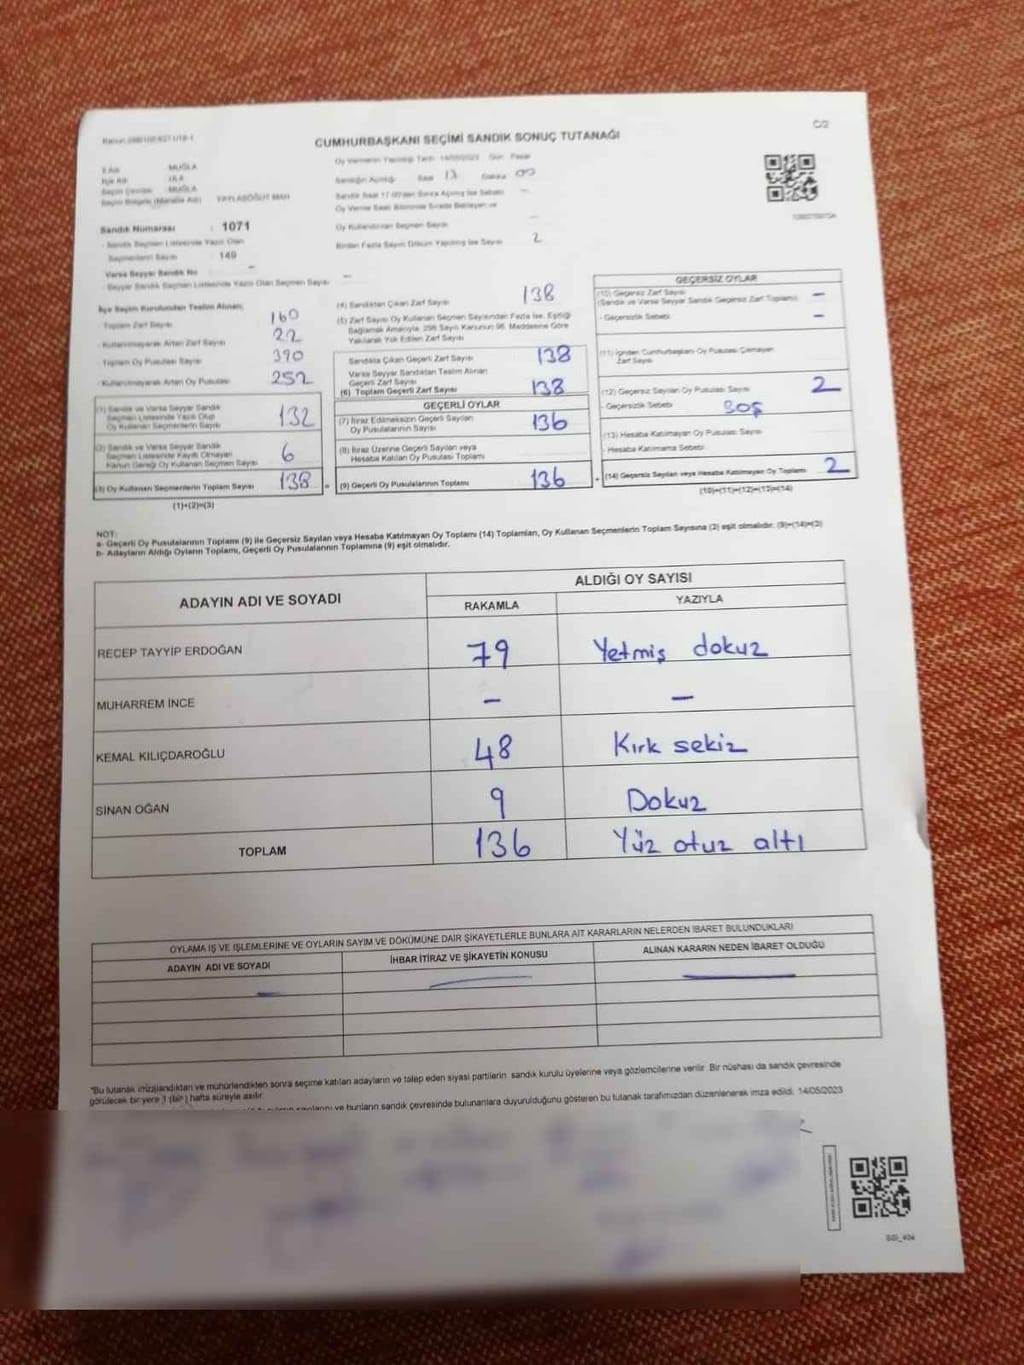 C/2
CUMHURBAŞKANI SEÇİMİ SANDIK SONUÇ TUTANAĞI
Oy Vermenin Yapıldığı Tarih 14/05/2023 Gün Pazar
İl Adı MUĞLA
İlçe Adı ULA
Seçim Çevresi MUĞLA
Seçim Bölgesi (Mahalle Adı) YAYLASÖĞÜT MAH
Sandığın Açıldığı Saat 17 Dakika 00
Sandık Numarası : 1071
Sandık Seçmen Listesinde Yazılı Olan
Seçmenlerin Sayısı 149
Varsa Seyyar Sandık No –
Seyyar Sandık Seçmen Listesinde Yazılı Olan Seçmen Sayısı –
Oy Kullandırılan Seçmen Sayısı –
Birden Fazla Sayım Döküm Yapılmış İse Sayısı 2
İlçe Seçim Kurulundan Teslim Alınan;
Toplam Zarf Sayısı 160
Kullanılmayarak Artan Zarf Sayısı 22
Toplam Oy Pusulası Sayısı 390
Kullanılmayarak Artan Oy Pusulası 252
(1) Sandık ve Varsa Seyyar Sandık
Seçmen Listesinde Yazılı Olup
Oy Kullanan Seçmenlerin Sayısı 132
(2) Sandık ve Varsa Seyyar Sandık
Seçmen Listesinde Kayıtlı Olmayan
Kanun Gereği Oy Kullanan Seçmen Sayısı 6
(3) Oy Kullanan Seçmenlerin Toplam Sayısı 138
(1)+(2)=(3)
(4) Sandıktan Çıkan Zarf Sayısı 138
(5) Zarf Sayısı Oy Kullanan Seçmen Sayısından Fazla İse, Eşitliği
Sağlamak Amacıyla, 298 Sayılı Kanunun 98. Maddesine Göre
Yakılarak Yok Edilen Zarf Sayısı
Sandıkta Çıkan Geçerli Zarf Sayısı 138
Varsa Seyyar Sandıktan Teslim Alınan
Geçerli Zarf Sayısı
(6) Toplam Geçerli Zarf Sayısı 138
GEÇERLİ OYLAR
(7) İtiraz Edilmeksizin Geçerli Sayılan
Oy Pusulalarının Sayısı 136
(8) İtiraz Üzerine Geçerli Sayılan veya
Hesaba Katılan Oy Pusulası Toplamı
(9) Geçerli Oy Pusulalarının Toplamı 136
GEÇERSİZ OYLAR
(10) Geçersiz Zarf Sayısı –
(Sandık ve Varsa Seyyar Sandık Geçersiz Zarf Toplamı)
- Geçersizlik Sebebi –
(11) İçinden Cumhurbaşkanı Oy Pusulası Çıkmayan
Zarf Sayısı
(12) Geçersiz Sayılan Oy Pusulası Sayısı 2
- Geçersizlik Sebebi BOŞ
(13) Hesaba Katılmayan Oy Pusulası Sayısı
- Hesaba Katılmama Sebebi
(14) Geçersiz Sayılan veya Hesaba Katılmayan Oy Toplamı 2
(10)+(11)+(12)+(13)=(14)
NOT:
a- Geçerli Oy Pusulalarının Toplamı (9) ile Geçersiz Sayılan veya Hesaba Katılmayan Oy Toplamı (14) Toplamları, Oy Kullanan Seçmenlerin Toplam Sayısına (3) eşit olmalıdır. (9)+(14)=(3)
b- Adayların Aldığı Oyların Toplamı, Geçerli Oy Pusulalarının Toplamına (9) eşit olmalıdır.
ADAYIN ADI VE SOYADI
ALDIĞI OY SAYISI
RAKAMLA YAZIYLA
RECEP TAYYİP ERDOĞAN 79 Yetmiş dokuz
MUHARREM İNCE – –
KEMAL KILIÇDAROĞLU 48 Kırk sekiz
SİNAN OĞAN 9 Dokuz
TOPLAM 136 Yüz otuz altı
OYLAMA İŞ VE İŞLEMLERİNE VE OYLARIN SAYIM VE DÖKÜMÜNE DAİR ŞİKAYETLERLE BUNLARA AİT KARARLARIN NELERDEN İBARET BULUNDUKLARI
ADAYIN ADI VE SOYADI İHBAR İTİRAZ VE ŞİKAYETİN KONUSU ALINAN KARARIN NEDEN İBARET OLDUĞU
"Bu tutanak imzalandıktan ve mühürlendikten sonra seçime katılan adayların ve talep eden siyasi partilerin sandık kurulu üyelerine veya gözlemcilerine verilir. Bir nüshası da sandık çevresinde
görülecek bir yere 1 (bir) hafta süreyle asılır.
ve bunların sandık çevresinde bulunanlara duyurulduğunu gösteren bu tutanak tarafımızdan düzenlenerek imza edildi. 14/05/2023